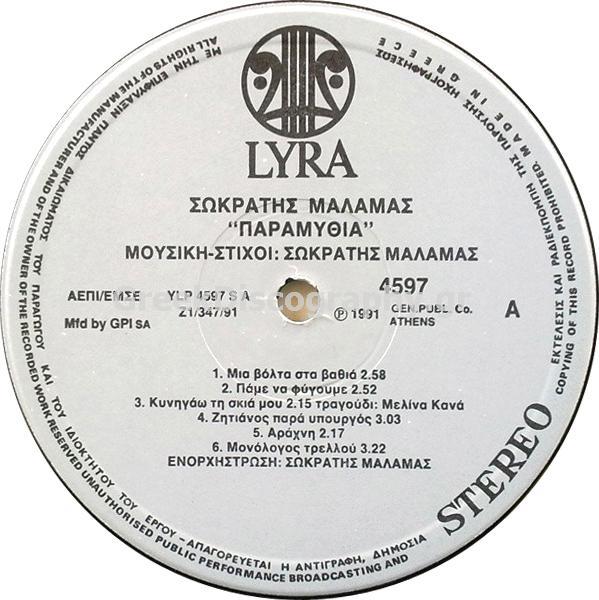 LYRA
ΣΩΚΡΑΤΗΣ ΜΑΛΑΜΑΣ
"ΠΑΡΑΜΥΘΙΑ"
ΜΟΥΣΙΚΗ-ΣΤΙΧΟΙ: ΣΩΚΡΑΤΗΣ ΜΑΛΑΜΑΣ
4597
ΑΕΠΙ/EMSE YLP 4597 S A GEN.PUBL. Co. A
Mfd by GPI SA Z1/347/91 Ⓟ 1991 ATHENS
1. Μια βόλτα στα βαθιά 2.58
2. Πάμε να φύγουμε 2.52
3. Κυνηγάω τη σκιά μου 2.15 τραγούδι: Μελίνα Κανά
4. Ζητιάνος παρά υπουργός 3.03
5. Αράχνη 2.17
6. Μονόλογος τρελλού 3.22
ΕΝΟΡΧΗΣΤΡΩΣΗ: ΣΩΚΡΑΤΗΣ ΜΑΛΑΜΑΣ
STEREO
ΜΕ ΤΗΝ ΕΠΙΦΥΛΑΞΙΝ ΠΑΝΤΟΣ ΔΙΚΑΙΩΜΑΤΟΣ ΤΟΥ ΠΑΡΑΓΩΓΟΥ ΚΑΙ ΤΟΥ ΙΔΙΟΚΤΗΤΟΥ ΤΟΥ ΕΡΓΟΥ - ΑΠΑΓΟΡΕΥΕΤΑΙ Η ΑΝΤΙΓΡΑΦΗ, ΔΗΜΟΣΙΑ
ΕΚΤΕΛΕΣΙΣ ΚΑΙ ΡΑΔΙΕΚΠΟΜΠΗ ΤΗΣ ΠΑΡΟΥΣΗΣ ΗΧΟΓΡΑΦΗΣΕΩΣ
ALL RIGHTS OF THE MANUFACTURER AND OF THE OWNER OF THE RECORDED WORK RESERVED UNAUTHORISED PUBLIC PERFORMANCE BROADCASTING AND
COPYING OF THIS RECORD PROHIBITED. MADE IN GREECE